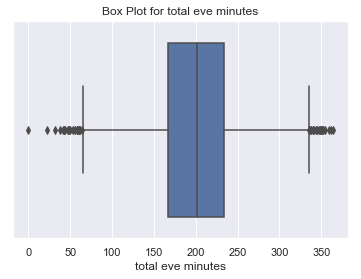 Box Plot for total eve minutes
0 50 100 150 200 250 300 350
total eve minutes